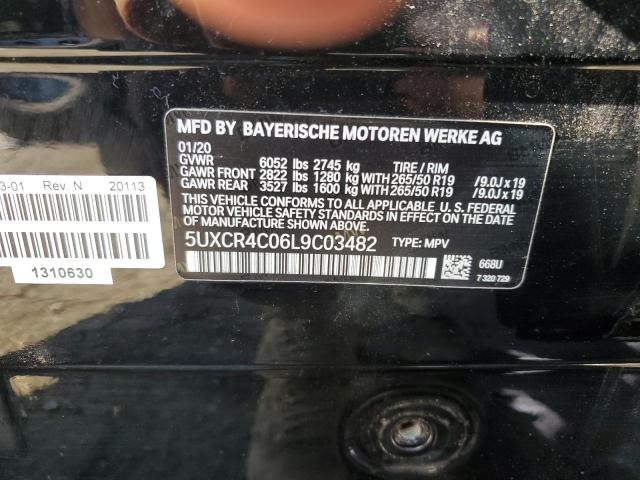 MFD BY BAYERISCHE MOTOREN WERKE AG
01/20
GVWR 6052 lbs 2745 kg TIRE / RIM
GAWR FRONT 2822 lbs 1280 kg WITH 265/50 R19 /9.0J x 19
GAWR REAR 3527 lbs 1600 kg WITH 265/50 R19 /9.0J x 19
THIS VEHICLE CONFORMS TO ALL APPLICABLE U. S. FEDERAL
MOTOR VEHICLE SAFETY STANDARDS IN EFFECT ON THE DATE
OF MANUFACTURE SHOWN ABOVE.
5UXCR4C06L9C03482 TYPE: MPV
668U
7 320 729
3-01 Rev. N 20113
1310630